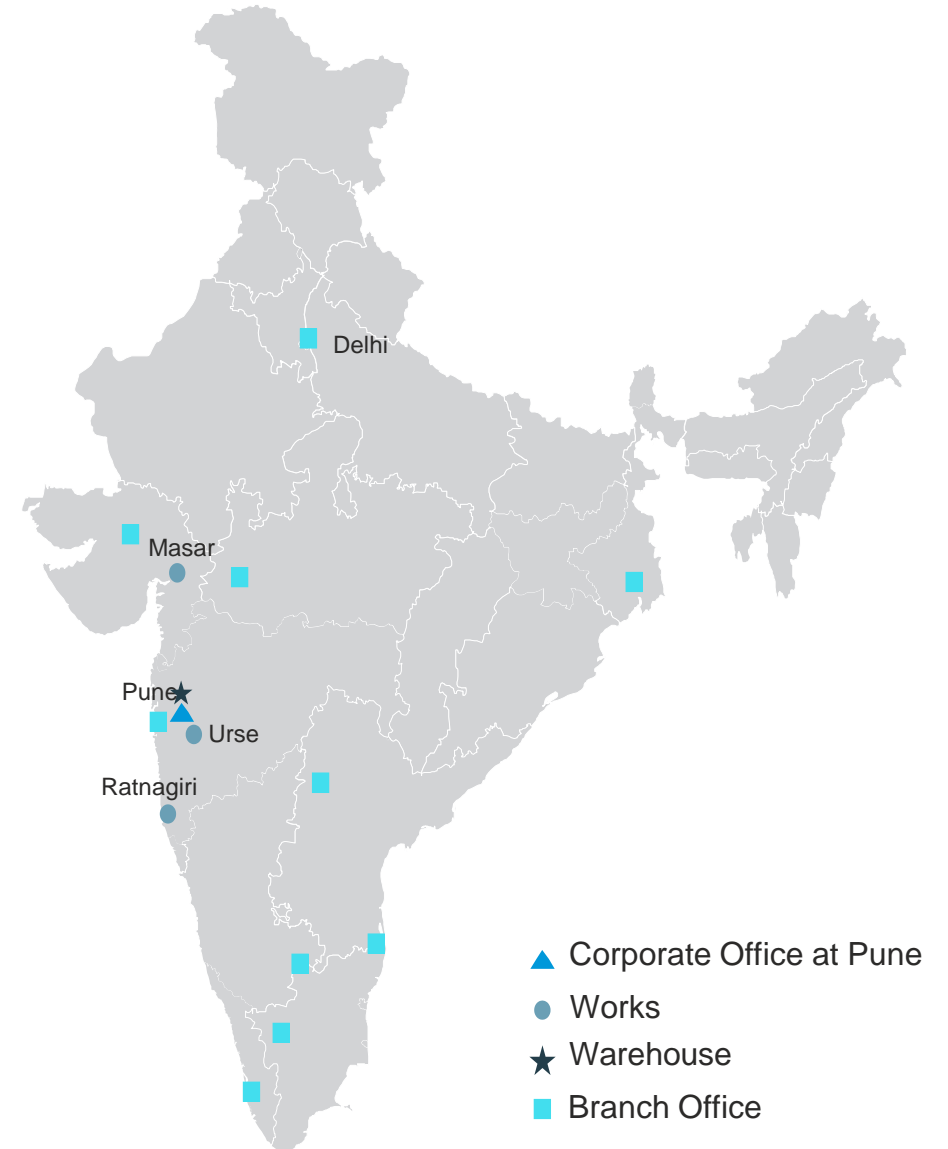 Delhi
Masar
Pune
Urse
Ratnagiri
Corporate Office at Pune
Works
Warehouse
Branch Office